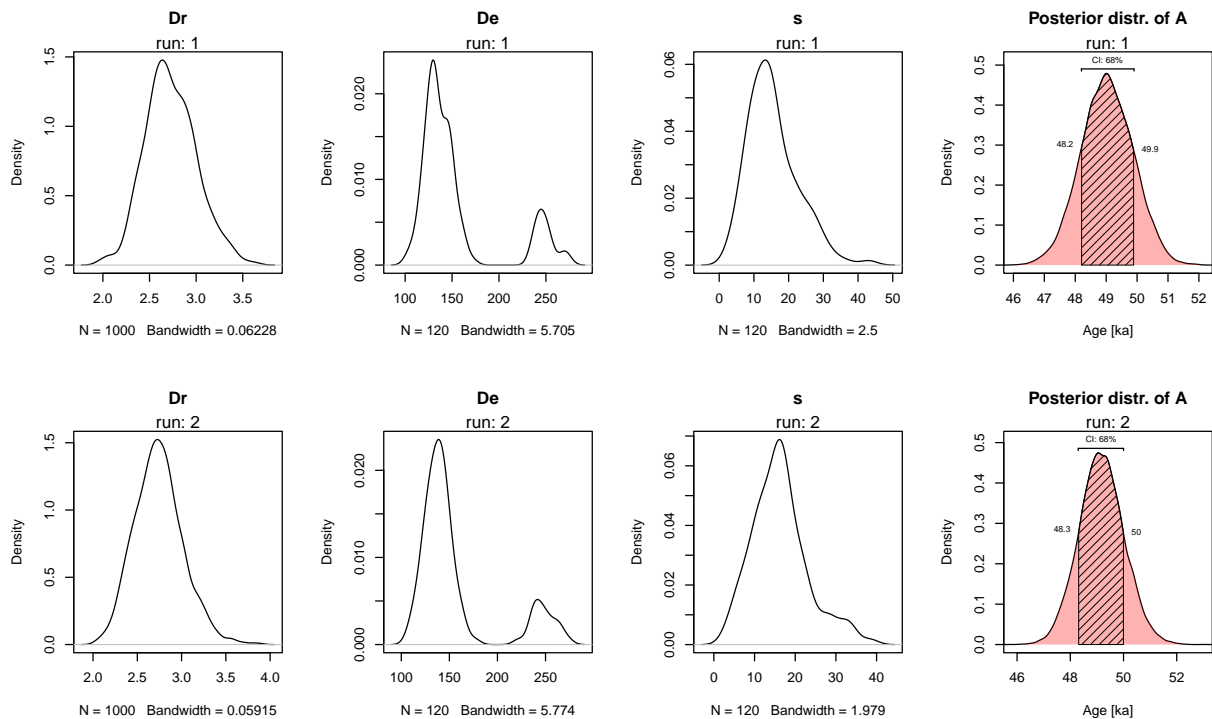 Dr
run: 1
Density
0.0 0.5 1.0 1.5
2.0 2.5 3.0 3.5
N = 1000 Bandwidth = 0.06228
De
run: 1
Density
0.000 0.010 0.020
100 150 200 250
N = 120 Bandwidth = 5.705
s
run: 1
Density
0.00 0.02 0.04 0.06
0 10 20 30 40 50
N = 120 Bandwidth = 2.5
Posterior distr. of A
run: 1
Density
0.0 0.1 0.2 0.3 0.4 0.5
CI: 68%
48.2 49.9
46 47 48 49 50 51 52
Age [ka]
Dr
run: 2
Density
0.0 0.5 1.0 1.5
2.0 2.5 3.0 3.5 4.0
N = 1000 Bandwidth = 0.05915
De
run: 2
Density
0.000 0.010 0.020
100 150 200 250
N = 120 Bandwidth = 5.774
s
run: 2
Density
0.00 0.02 0.04 0.06
0 10 20 30 40
N = 120 Bandwidth = 1.979
Posterior distr. of A
run: 2
Density
0.0 0.1 0.2 0.3 0.4 0.5
CI: 68%
48.3 50
46 48 50 52
Age [ka]